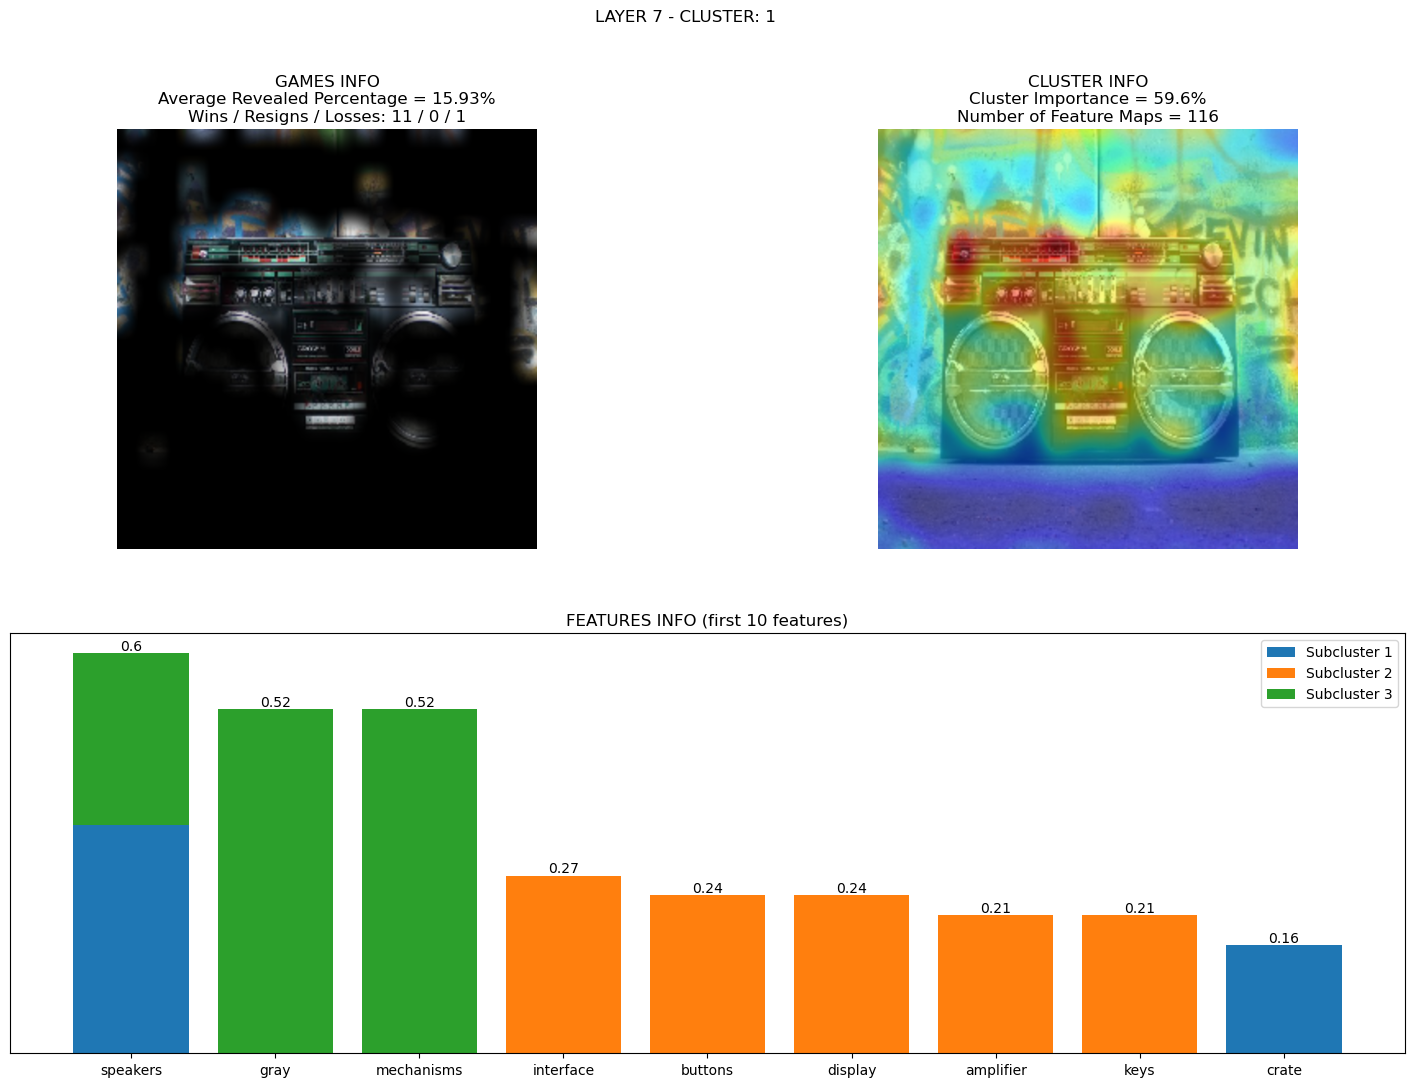 LAYER 7 - CLUSTER: 1
GAMES INFO
Average Revealed Percentage = 15.93%
Wins / Resigns / Losses: 11 / 0 / 1
CLUSTER INFO
Cluster Importance = 59.6%
Number of Feature Maps = 116
EVIN
ECH
FEATURES INFO (first 10 features)
Subcluster 1
Subcluster 2
Subcluster 3
0.6
0.52
0.52
0.27
0.24
0.24
0.21
0.21
0.16
speakers
gray
mechanisms
interface
buttons
display
amplifier
keys
crate